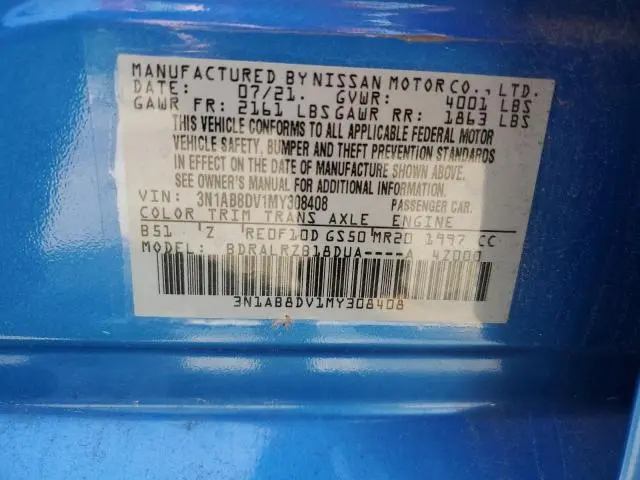 MANUFACTURED BY NISSAN MOTOR CO., LTD.
DATE: 07/21. GVWR: 4001 LBS
GAWR FR: 2161 LBS GAWR RR: 1863 LBS
THIS VEHICLE CONFORMS TO ALL APPLICABLE FEDERAL MOTOR
VEHICLE SAFETY, BUMPER AND THEFT PREVENTION STANDARDS
IN EFFECT ON THE DATE OF MANUFACTURE SHOWN ABOVE.
SEE OWNER'S MANUAL FOR ADDITIONAL INFORMATION.
VIN: 3N1AB8DV1MY308408 PASSENGER CAR.
COLOR TRIM TRANS AXLE ENGINE
B51 Z RE0F10D GS50 MR20 1997 CC
MODEL: BDRALRZB18DUA----A 4Z000
3N1AB8DV1MY308408